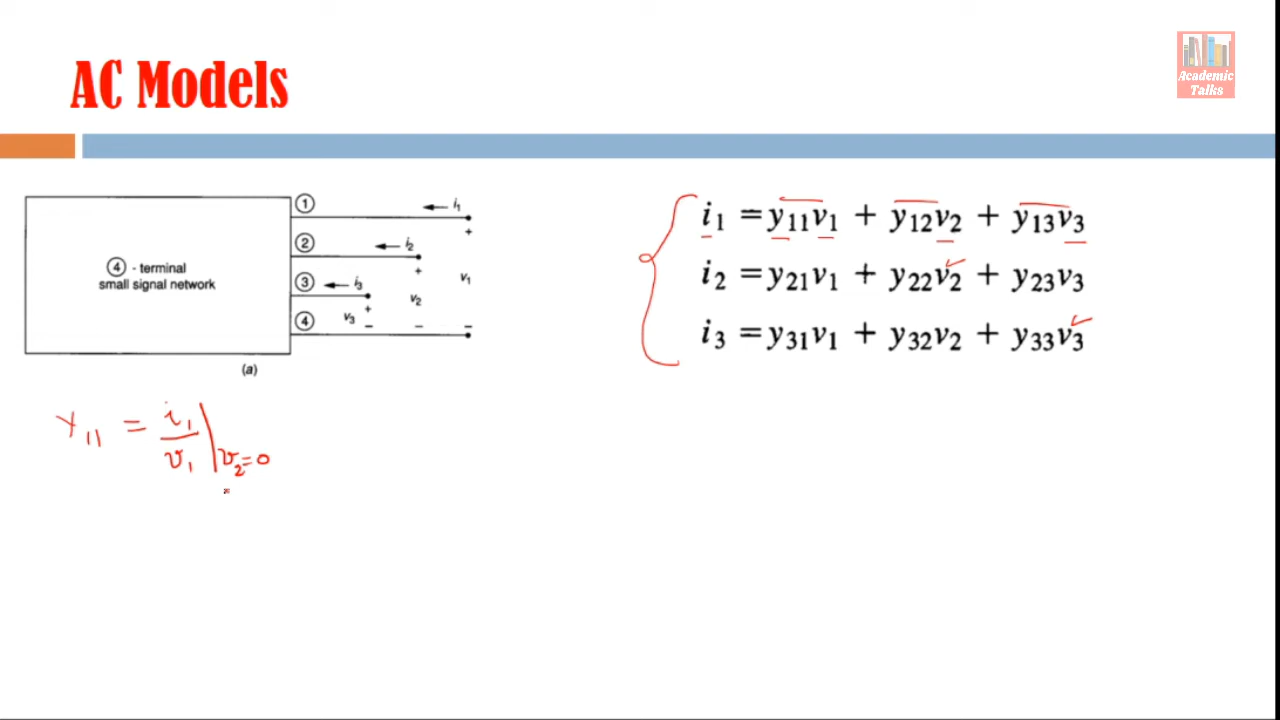 AC Models
Academic
Talks
① i₁
② i₂
③ i₃
④
+
+
+
v₁
v₂
v₃
− − −
④ - terminal
small signal network
(a)
i₁ = y₁₁v₁ + y₁₂v₂ + y₁₃v₃
i₂ = y₂₁v₁ + y₂₂v₂ + y₂₃v₃
i₃ = y₃₁v₁ + y₃₂v₂ + y₃₃v₃
Y₁₁ = i₁/v₁ |v₂=0